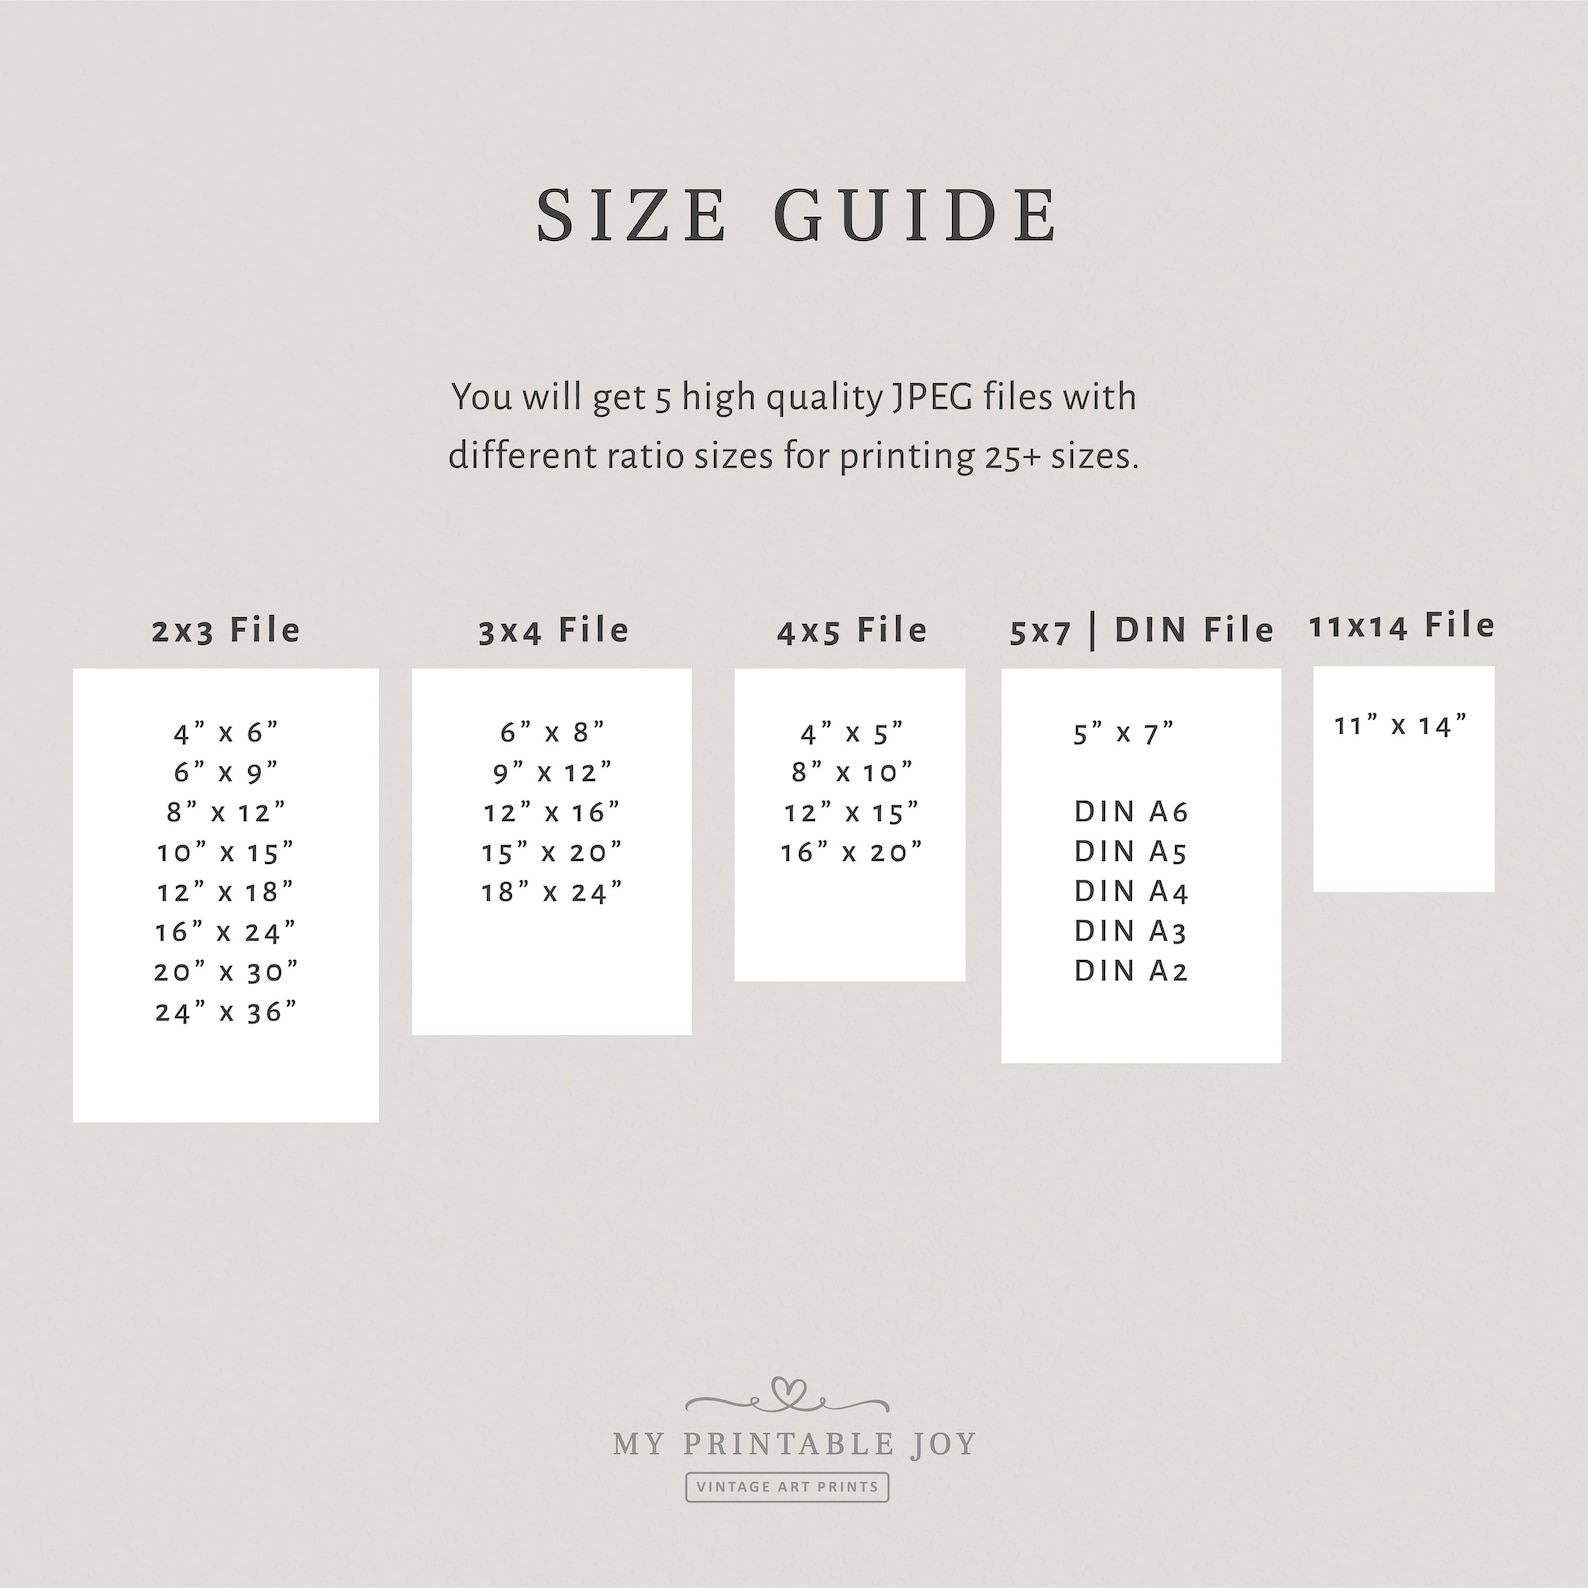 SIZE GUIDE
You will get 5 high quality JPEG files with
different ratio sizes for printing 25+ sizes.
2x3 File
4” x 6”
6” x 9”
8” x 12”
10” x 15”
12” x 18”
16” x 24”
20” x 30”
24” x 36”
3x4 File
6” x 8”
9” x 12”
12” x 16”
15” x 20”
18” x 24”
4x5 File
4” x 5”
8” x 10”
12” x 15”
16” x 20”
5x7 | DIN File
5” x 7”
DIN A6
DIN A5
DIN A4
DIN A3
DIN A2
11x14 File
11” x 14”
MY PRINTABLE JOY
VINTAGE ART PRINTS